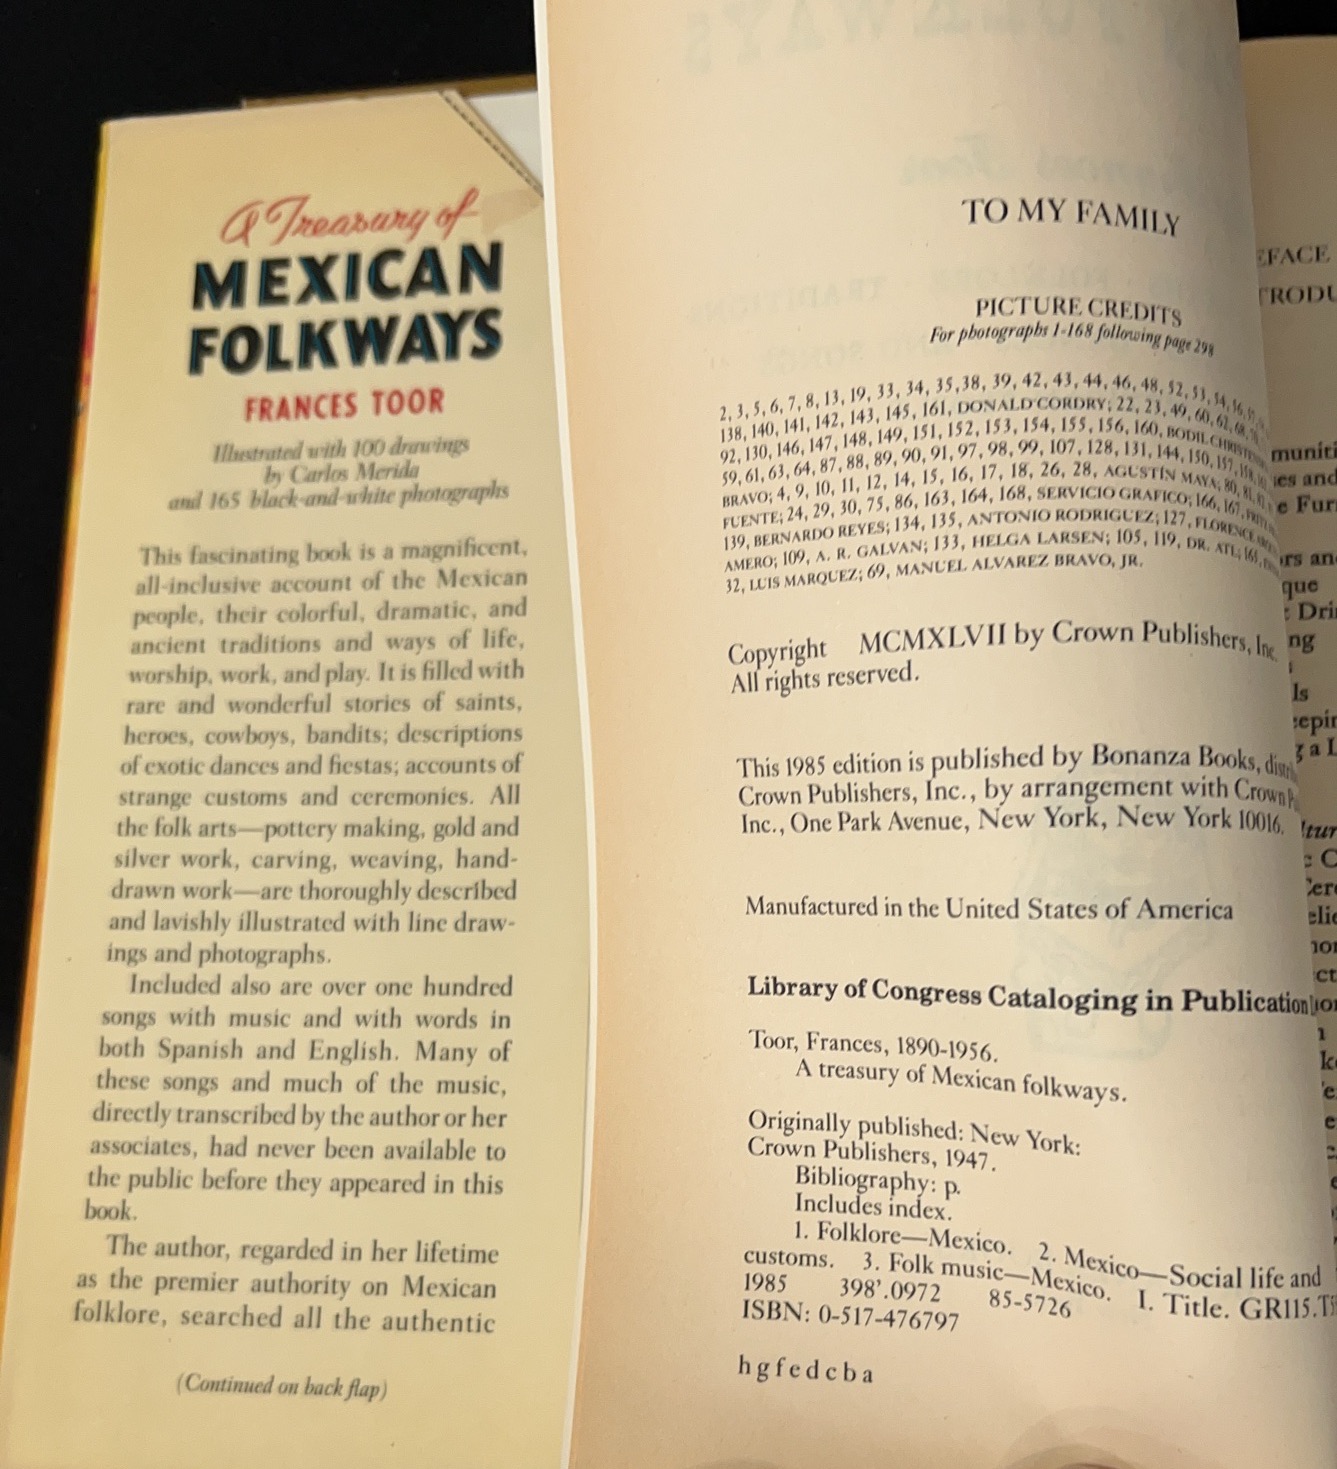 A Treasury of
MEXICAN
FOLKWAYS
FRANCES TOOR
Illustrated with 100 drawings
by Carlos Merida
and 165 black-and-white photographs
This fascinating book is a magnificent,
all-inclusive account of the Mexican
people, their colorful, dramatic, and
ancient traditions and ways of life,
worship, work, and play. It is filled with
rare and wonderful stories of saints,
heroes, cowboys, bandits; descriptions
of exotic dances and fiestas; accounts of
strange customs and ceremonies. All
the folk arts—pottery making, gold and
silver work, carving, weaving, hand-
drawn work—are thoroughly described
and lavishly illustrated with line draw-
ings and photographs.
Included also are over one hundred
songs with music and with words in
both Spanish and English. Many of
these songs and much of the music,
directly transcribed by the author or her
associates, had never been available to
the public before they appeared in this
book.
The author, regarded in her lifetime
as the premier authority on Mexican
folklore, searched all the authentic
(Continued on back flap)
TO MY FAMILY
PICTURE CREDITS
For photographs 1-168 following page 298
2, 3, 5, 6, 7, 8, 13, 19, 33, 34, 35, 38, 39, 42, 43, 44, 46, 48, 52, 53, 54, 56,
138, 140, 141, 142, 143, 145, 161, DONALD CORDRY; 22, 23, 49, 60, 62, 68,
92, 130, 146, 147, 148, 149, 151, 152, 153, 154, 155, 156, 160, BODIL
59, 61, 63, 64, 87, 88, 89, 90, 91, 97, 98, 99, 107, 128, 131, 144, 150, 157,
BRAVO; 4, 9, 10, 11, 12, 14, 15, 16, 17, 18, 26, 28, AGUSTÍN MAYA; 80, 81,
FUENTE; 24, 29, 30, 75, 86, 163, 164, 168, SERVICIO GRAFICO; 166, 167,
139, BERNARDO REYES; 134, 135, ANTONIO RODRIGUEZ; 127, FLORENCE
AMERO; 109, A. R. GALVAN; 133, HELGA LARSEN; 105, 119, DR. ATL;
32, LUIS MARQUEZ; 69, MANUEL ALVAREZ BRAVO, JR.
Copyright MCMXLVII by Crown Publishers, Inc.
All rights reserved.
This 1985 edition is published by Bonanza Books,
Crown Publishers, Inc., by arrangement with Crown
Inc., One Park Avenue, New York, New York 10016.
Manufactured in the United States of America
Library of Congress Cataloging in Publication
Toor, Frances, 1890-1956.
A treasury of Mexican folkways.
Originally published: New York:
Crown Publishers, 1947.
Bibliography: p.
Includes index.
1. Folklore—Mexico. 2. Mexico—Social life and
customs. 3. Folk music—Mexico. I. Title. GR115.
1985 398'.0972 85-5726
ISBN: 0-517-476797
h g f e d c b a